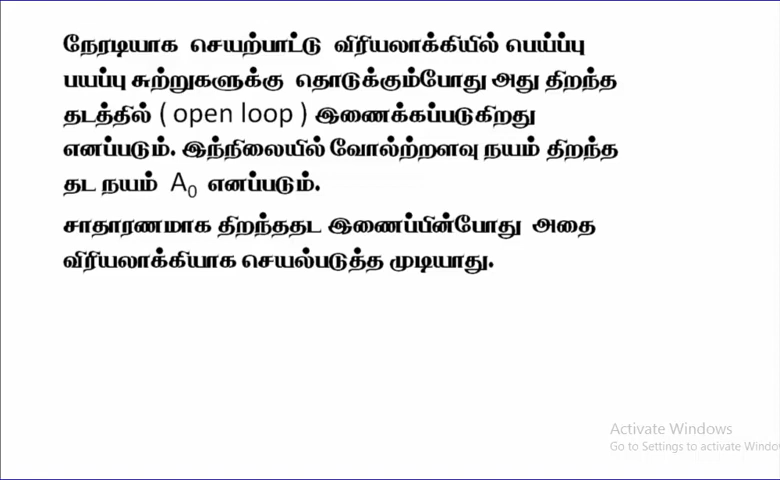 நேரடியாக செயற்பாட்டு விரியலாக்கியில் பெய்ப்பு
பயப்பு சுற்றுகளுக்கு தொடுக்கும்போது அது திறந்த
தடத்தில் ( open loop ) இணைக்கப்படுகிறது
எனப்படும். இந்நிலையில் வோல்ற்றளவு நயம் திறந்த
தட நயம் A₀ எனப்படும்.
சாதாரணமாக திறந்ததட இணைப்பின்போது அதை
விரியலாக்கியாக செயல்படுத்த முடியாது.
Activate Windows
Go to Settings to activate Windo